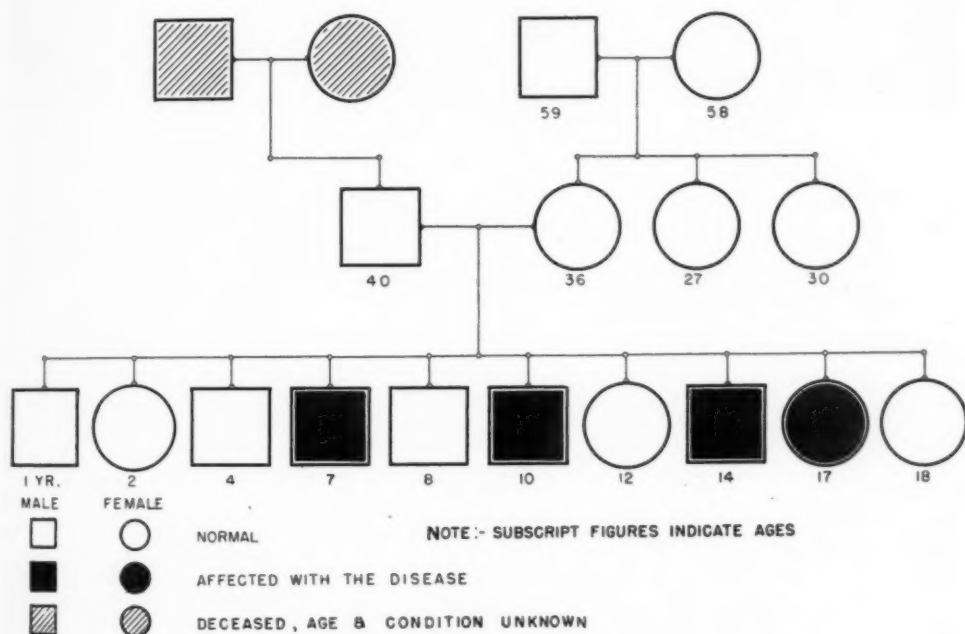 59 58
40 36 27 30
1 YR. 2 4 7 8 10 12 14 17 18
MALE FEMALE
NORMAL NOTE:- SUBSCRIPT FIGURES INDICATE AGES
AFFECTED WITH THE DISEASE
DECEASED, AGE & CONDITION UNKNOWN